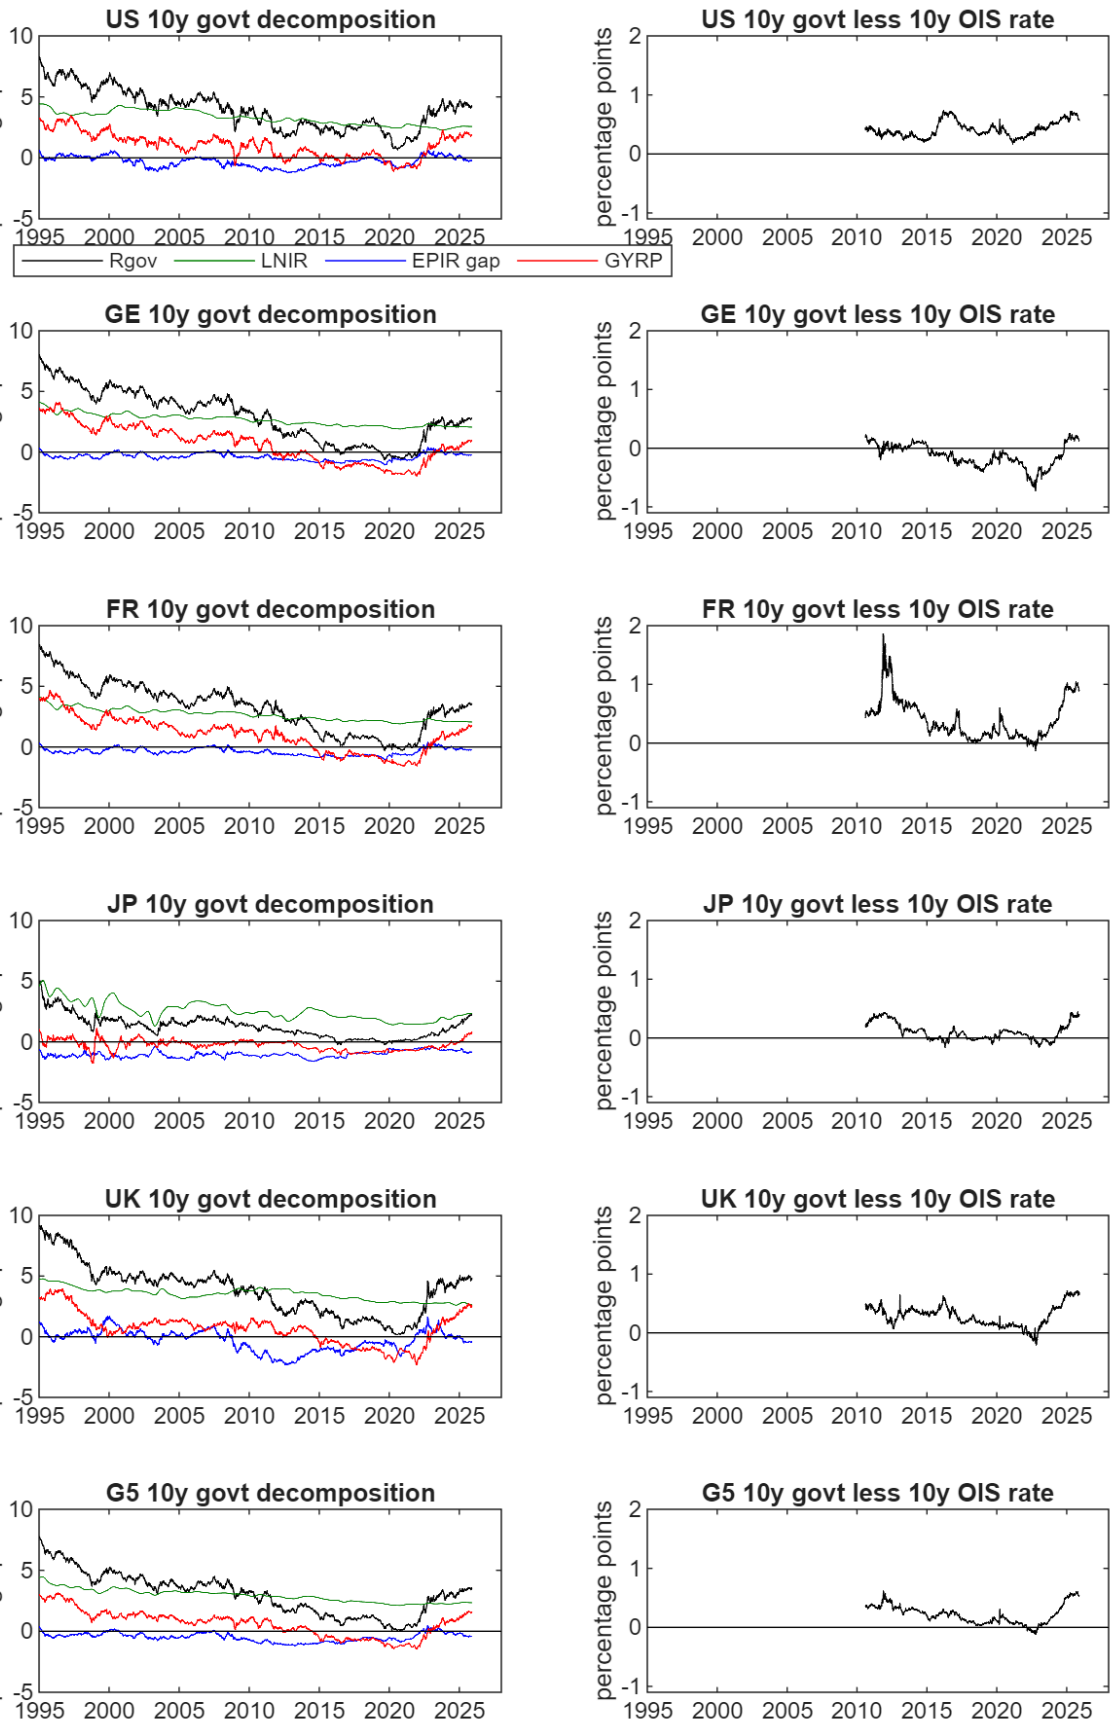 US 10y govt decomposition
10
5
0
-5
1995 2000 2005 2010 2015 2020 2025
US 10y govt less 10y OIS rate
percentage points
2
1
0
-1
1995 2000 2005 2010 2015 2020 2025
Rgov LNIR EPIR gap GYRP
GE 10y govt decomposition
10
5
0
-5
1995 2000 2005 2010 2015 2020 2025
GE 10y govt less 10y OIS rate
percentage points
2
1
0
-1
1995 2000 2005 2010 2015 2020 2025
FR 10y govt decomposition
10
5
0
-5
1995 2000 2005 2010 2015 2020 2025
FR 10y govt less 10y OIS rate
percentage points
2
1
0
-1
1995 2000 2005 2010 2015 2020 2025
JP 10y govt decomposition
10
5
0
-5
1995 2000 2005 2010 2015 2020 2025
JP 10y govt less 10y OIS rate
percentage points
2
1
0
-1
1995 2000 2005 2010 2015 2020 2025
UK 10y govt decomposition
10
5
0
-5
1995 2000 2005 2010 2015 2020 2025
UK 10y govt less 10y OIS rate
percentage points
2
1
0
-1
1995 2000 2005 2010 2015 2020 2025
G5 10y govt decomposition
10
5
0
-5
1995 2000 2005 2010 2015 2020 2025
G5 10y govt less 10y OIS rate
percentage points
2
1
0
-1
1995 2000 2005 2010 2015 2020 2025